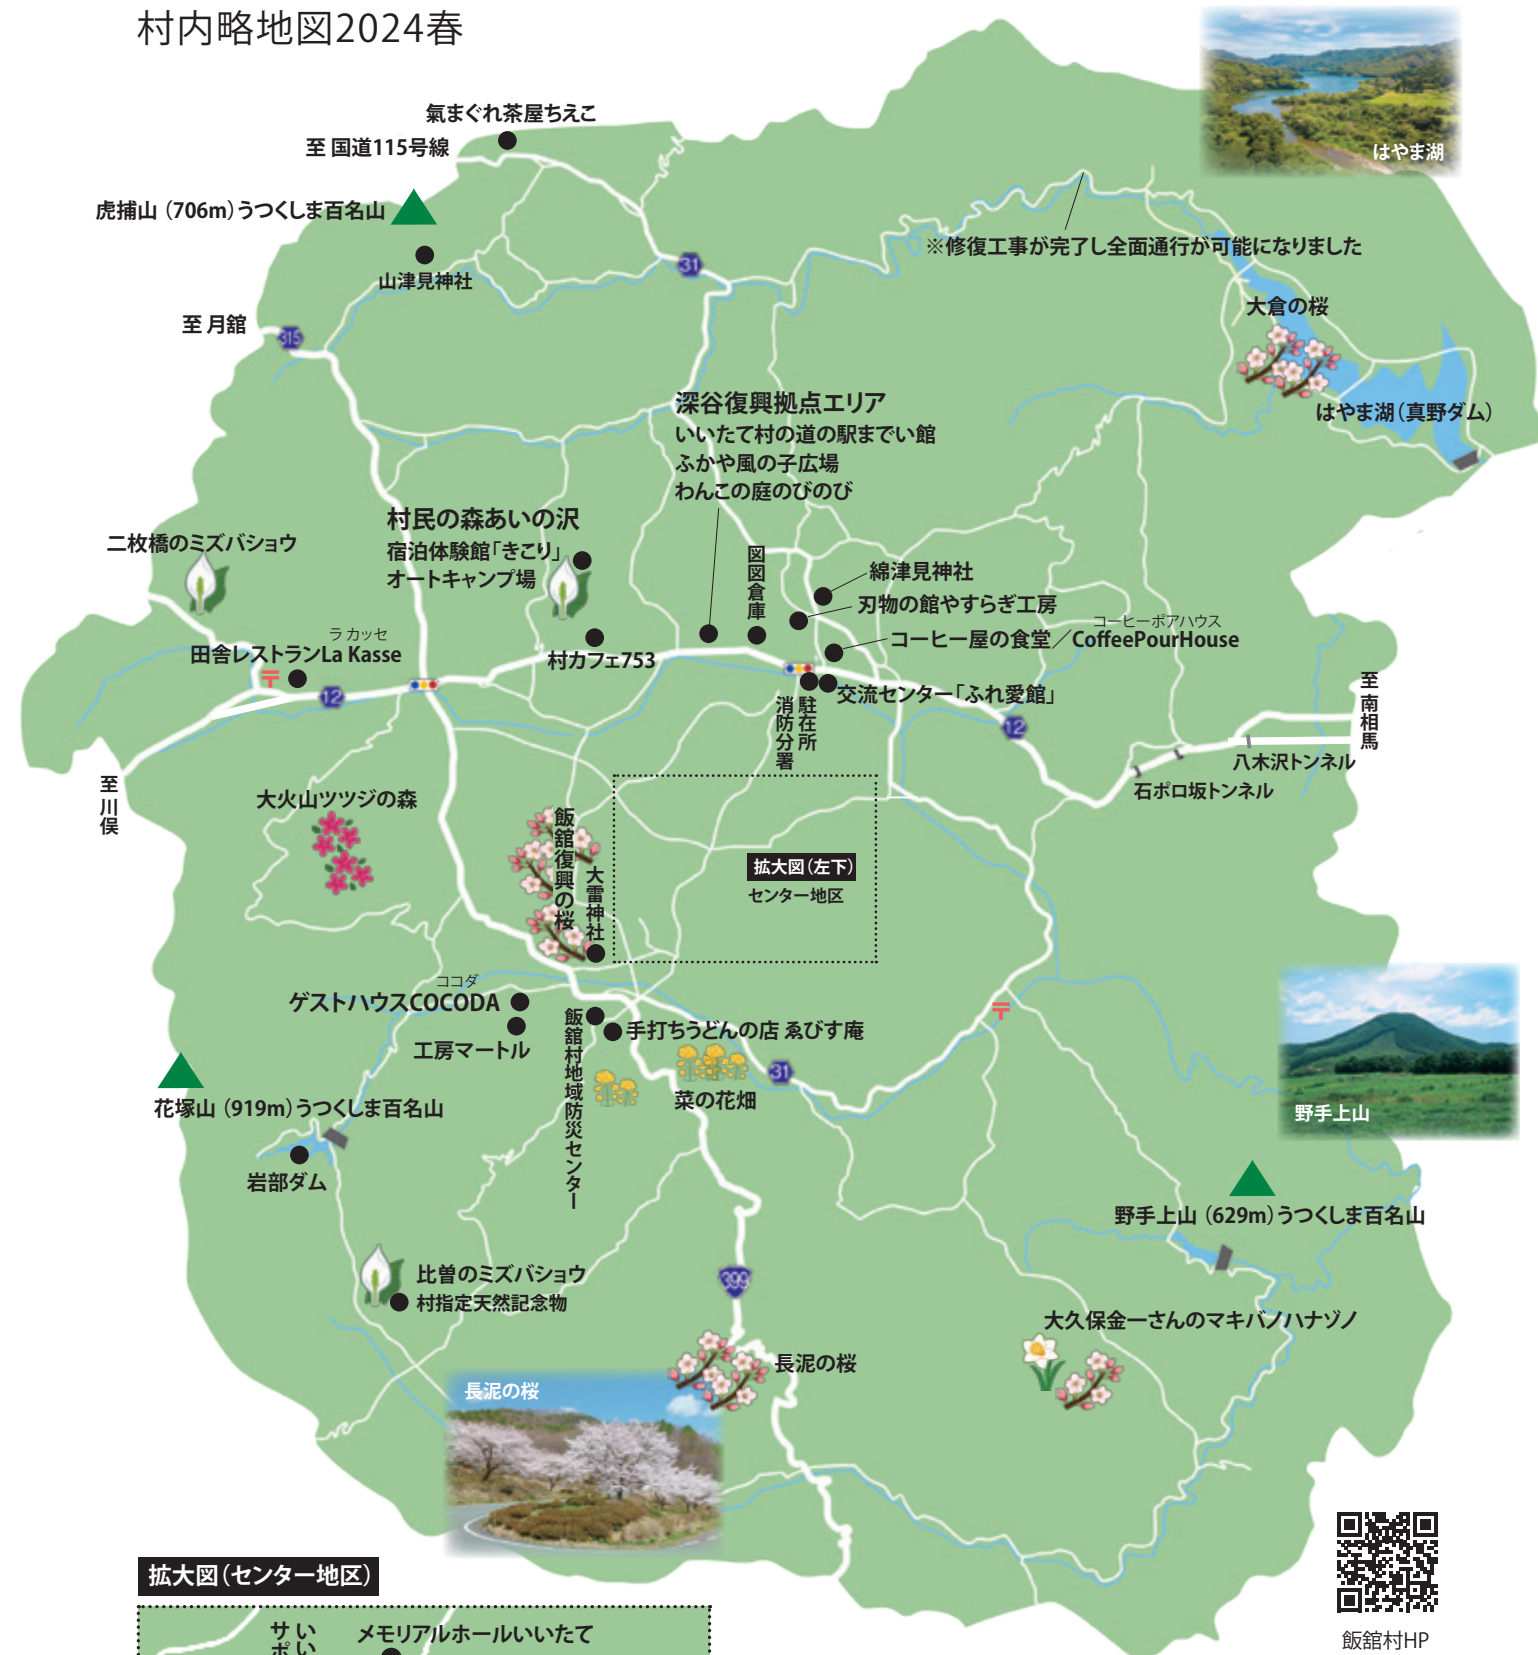 村内略地図2024春
はやま湖
氣まぐれ茶屋ちえこ
至 国道115号線
虎捕山（706m）うつくしま百名山
山津見神社
31
※修復工事が完了し全面通行が可能になりました
至 月舘
315
大倉の桜
はやま湖（真野ダム）
深谷復興拠点エリア
いいたて村の道の駅までい館
ふかや風の子広場
わんこの庭のびのび
村民の森あいの沢
宿泊体験館「きこり」
オートキャンプ場
二枚橋のミズバショウ
図図倉庫
綿津見神社
刃物の館やすらぎ工房
コーヒーポアハウス
コーヒー屋の食堂／CoffeePourHouse
ラ カッセ
田舎レストランLa Kasse
〒
12
村カフェ753
交流センター「ふれ愛館」
駐在所
消防分署
12
至 南相馬
八木沢トンネル
石ポロ坂トンネル
至 川俣
大火山ツツジの森
飯舘復興の桜
大雷神社
拡大図（左下）
センター地区
ココダ
ゲストハウスCOCODA
工房マートル
飯舘村地域防災センター
手打ちうどんの店 ゑびす庵
菜の花畑
31
〒
野手上山
花塚山（919m）うつくしま百名山
岩部ダム
野手上山（629m）うつくしま百名山
比曽のミズバショウ
村指定天然記念物
399
大久保金一さんのマキバノハナゾノ
長泥の桜
長泥の桜
飯舘村HP
拡大図（センター地区）
メモリアルホールいいたて
いい
サポ